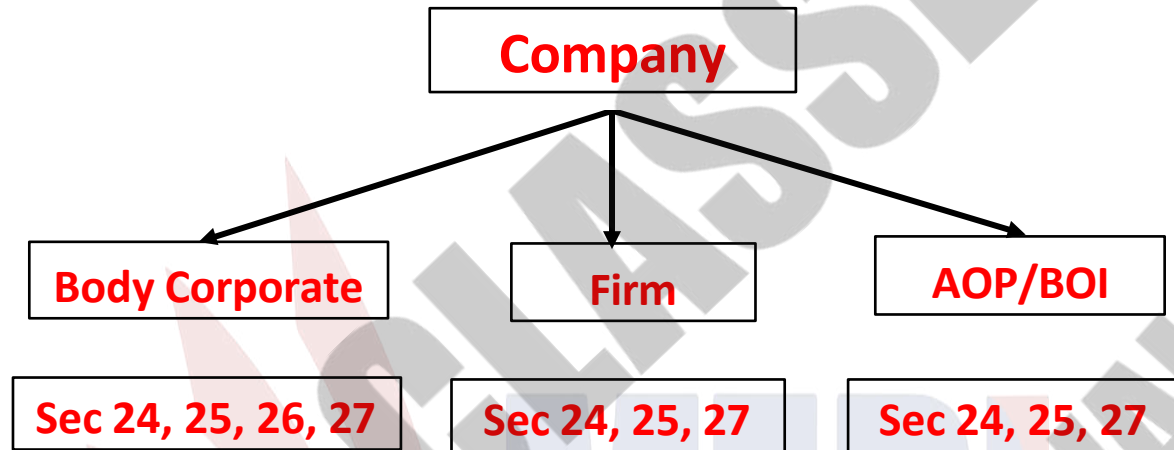 Company
Body Corporate
Firm
AOP/BOI
Sec 24, 25, 26, 27
Sec 24, 25, 27
Sec 24, 25, 27